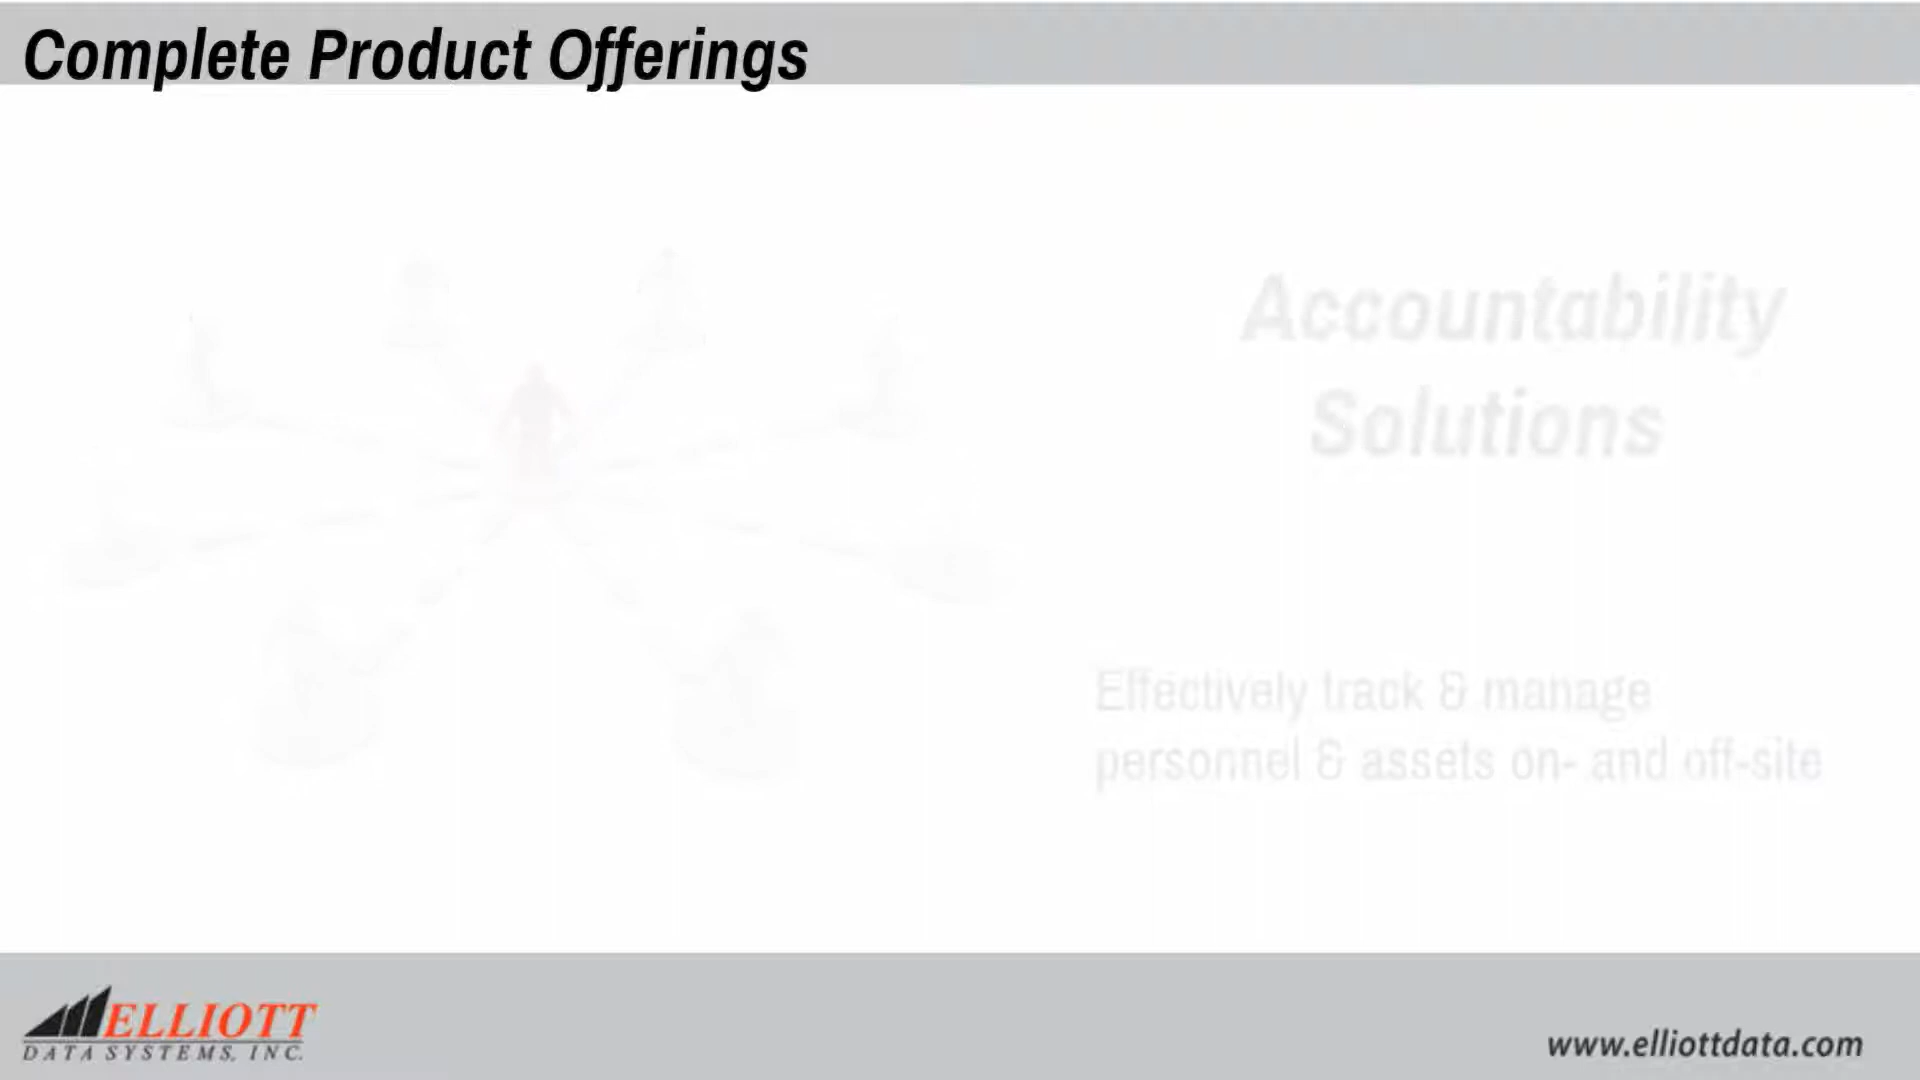 Complete Product Offerings
Accountability
Solutions
Effectively track & manage
personnel & assets on- and off-site
ELLIOTT
DATA SYSTEMS, INC.
www.elliottdata.com